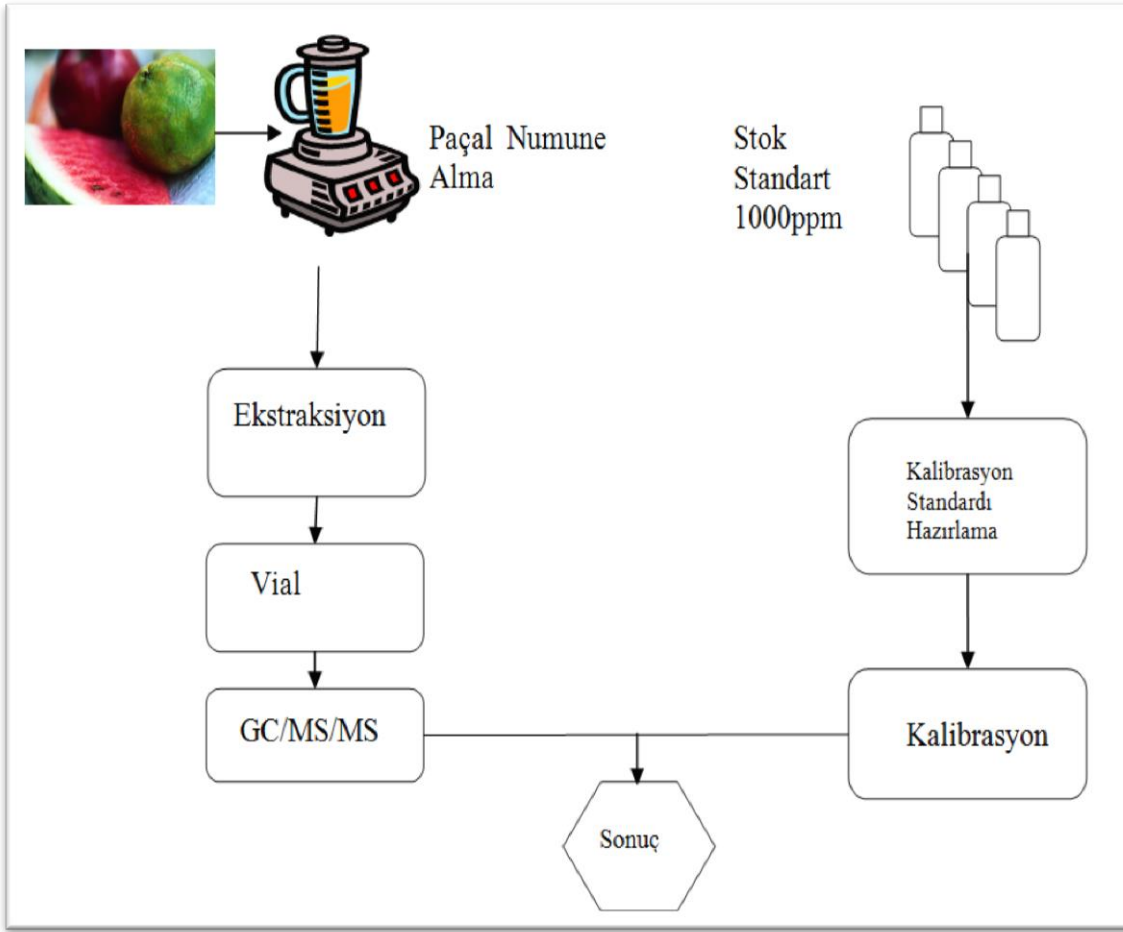 Paçal Numune
Alma
Stok
Standart
1000ppm
Ekstraksiyon
Kalibrasyon
Standardı
Hazırlama
Vial
GC/MS/MS
Kalibrasyon
Sonuç